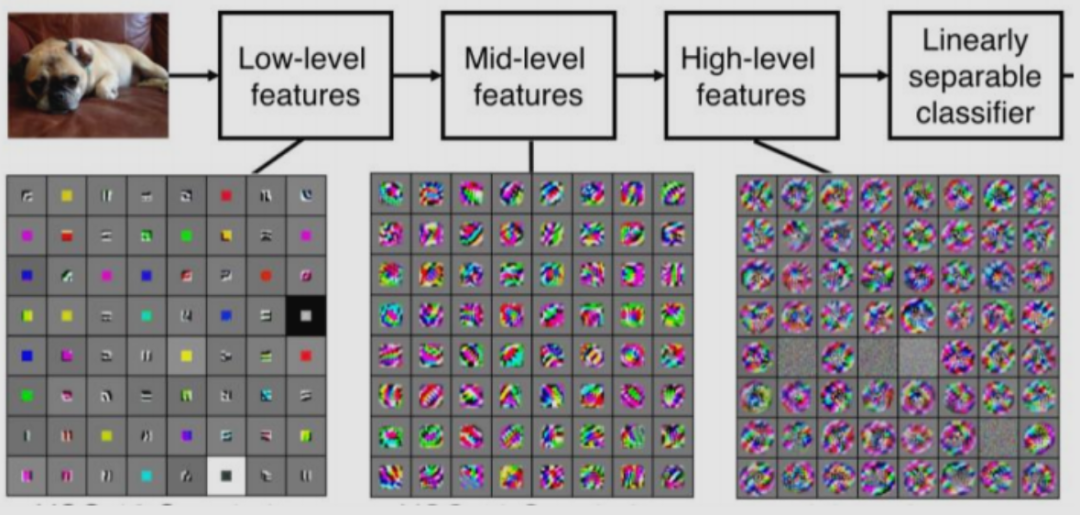 Low-level
features
Mid-level
features
High-level
features
Linearly
separable
classifier